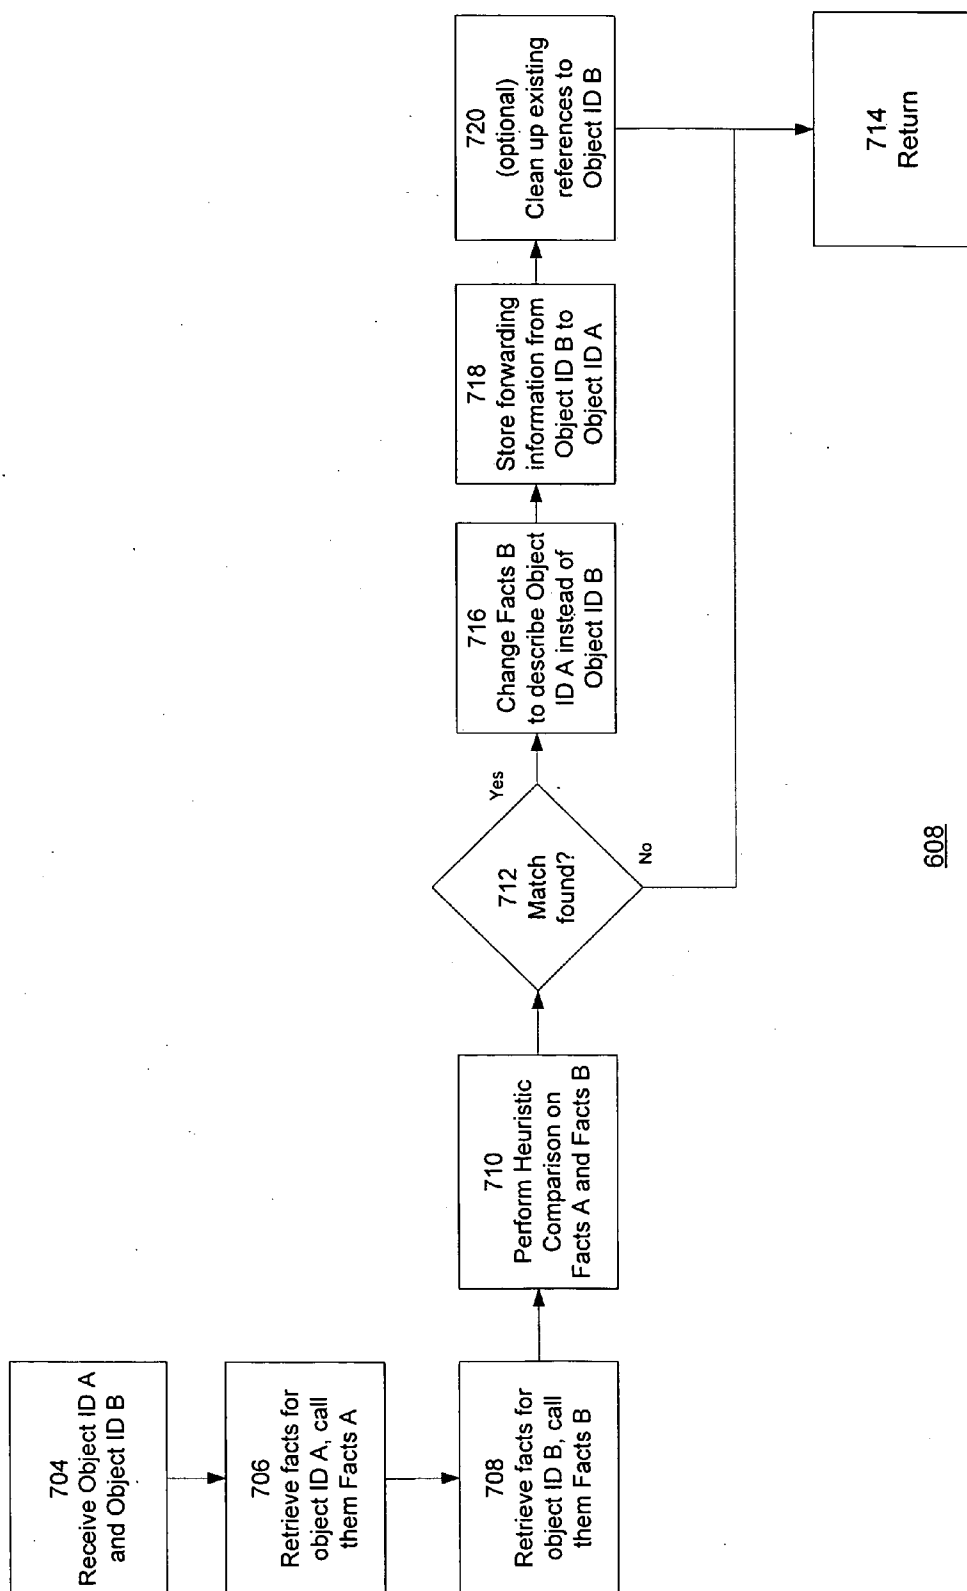 704
Receive Object ID A
and Object ID B
706
Retrieve facts for
object ID A, call
them Facts A
708
Retrieve facts for
object ID B, call
them Facts B
710
Perform Heuristic
Comparison on
Facts A and Facts B
712
Match
found?
Yes
No
716
Change Facts B
to describe Object
ID A instead of
Object ID B
718
Store forwarding
information from
Object ID B to
Object ID A
720
(optional)
Clean up existing
references to
Object ID B
714
Return
608